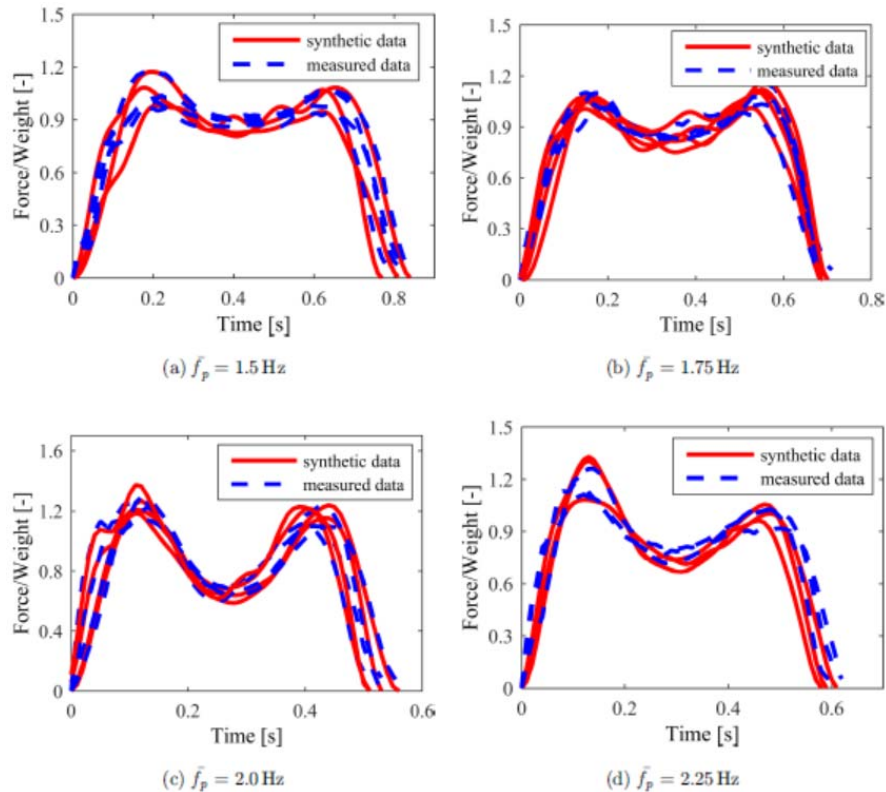 1.5
1.2
0.9
0.6
0.3
0
Force/Weight [-]
synthetic data
measured data
0 0.2 0.4 0.6 0.8
Time [s]
(a) f̄ₚ = 1.5 Hz
1.5
1.2
0.9
0.6
0.3
0
Force/Weight [-]
synthetic data
measured data
0 0.2 0.4 0.6 0.8
Time [s]
(b) f̄ₚ = 1.75 Hz
1.6
1.2
0.8
0.4
0
Force/Weight [-]
synthetic data
measured data
0 0.2 0.4 0.6
Time [s]
(c) f̄ₚ = 2.0 Hz
1.5
1.2
0.9
0.6
0.3
0
Force/Weight [-]
synthetic data
measured data
0 0.2 0.4 0.6
Time [s]
(d) f̄ₚ = 2.25 Hz